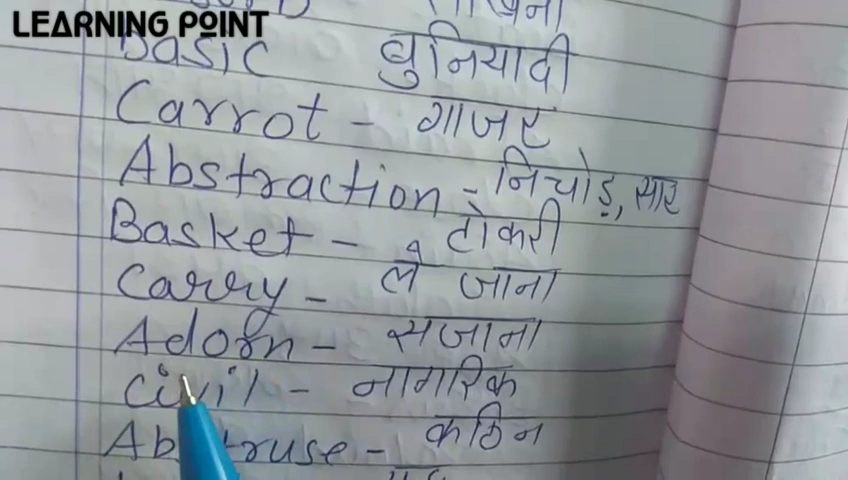 LEARNING POINT
Basic बुनियादी
Carrot - गाजर
Abstraction - निचोड़, सार
Basket - टोकरी
Carry - ले जाना
Adorn - सजाना
Civil - नागरिक
Abstruse - कठिन